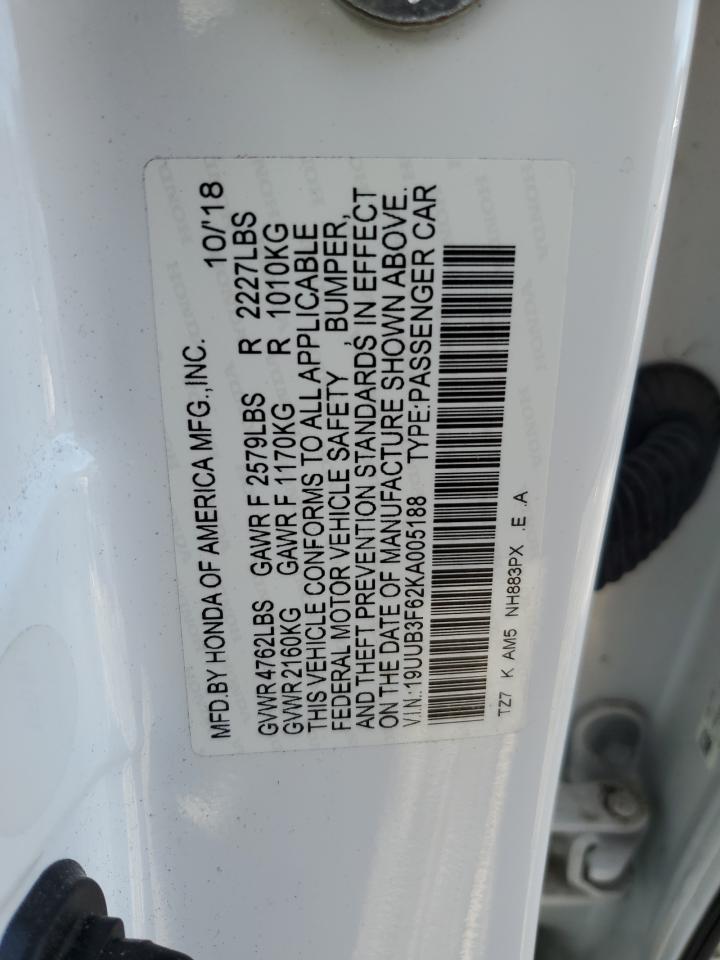 MFD.BY HONDA OF AMERICA MFG.,INC. 10/'18
GVWR4762LBS GAWR F 2579LBS R 2227LBS
GVWR2160KG GAWR F 1170KG R 1010KG
THIS VEHICLE CONFORMS TO ALL APPLICABLE
FEDERAL MOTOR VEHICLE SAFETY, BUMPER,
AND THEFT PREVENTION STANDARDS IN EFFECT
ON THE DATE OF MANUFACTURE SHOWN ABOVE.
V.I.N.:19UUB3F62KA005188 TYPE:PASSENGER CAR
TZ7 K AM5 NH883PX .E .A